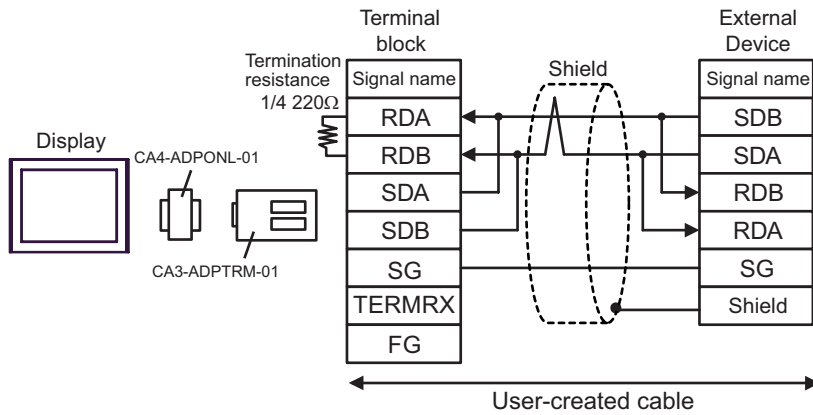 Terminal
block
External
Device
Termination
resistance
1/4 220Ω
Signal name
Shield
Signal name
RDA
SDB
Display
CA4-ADPONL-01
RDB
SDA
SDA
RDB
SDB
RDA
CA3-ADPTRM-01
SG
SG
TERMRX
Shield
FG
User-created cable